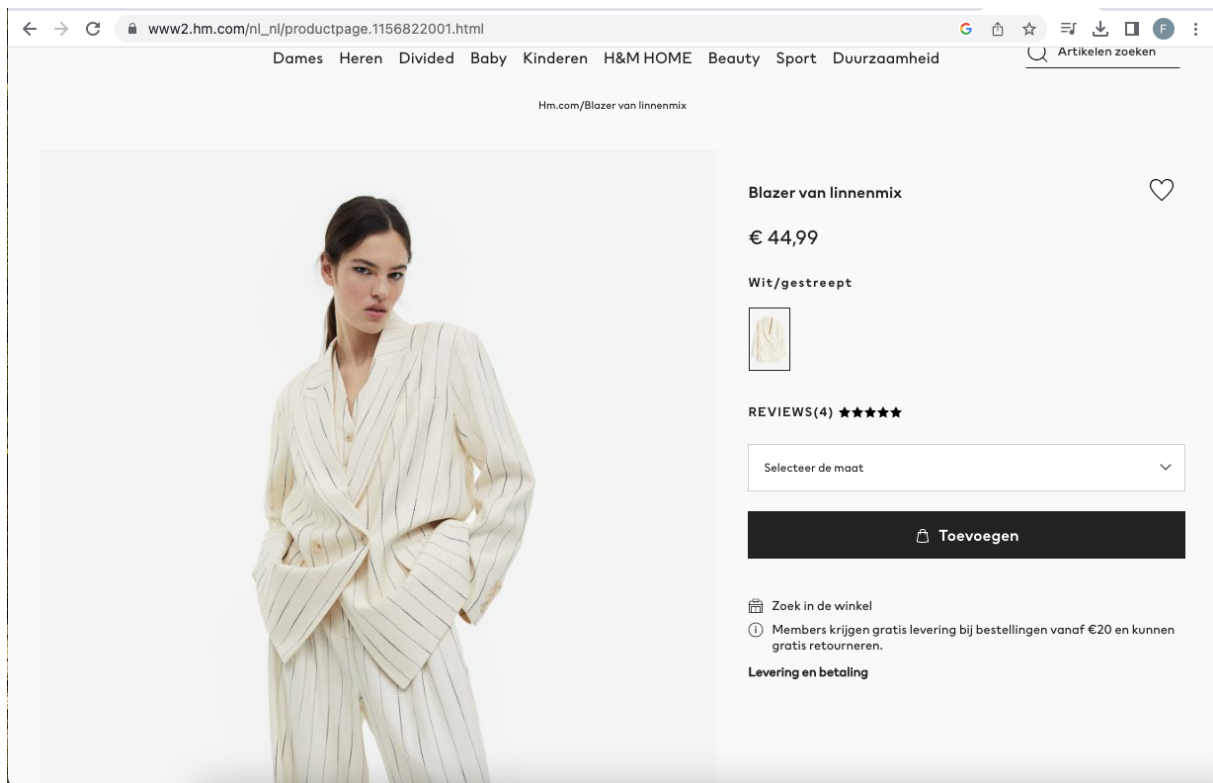 www2.hm.com/nl_nl/productpage.1156822001.html
F
Dames Heren Divided Baby Kinderen H&M HOME Beauty Sport Duurzaamheid
Artikelen zoeken
Hm.com/Blazer van linnenmix
Blazer van linnenmix
€ 44,99
Wit/gestreept
REVIEWS(4) ★★★★★
Selecteer de maat
Toevoegen
Zoek in de winkel
Members krijgen gratis levering bij bestellingen vanaf €20 en kunnen
gratis retourneren.
Levering en betaling